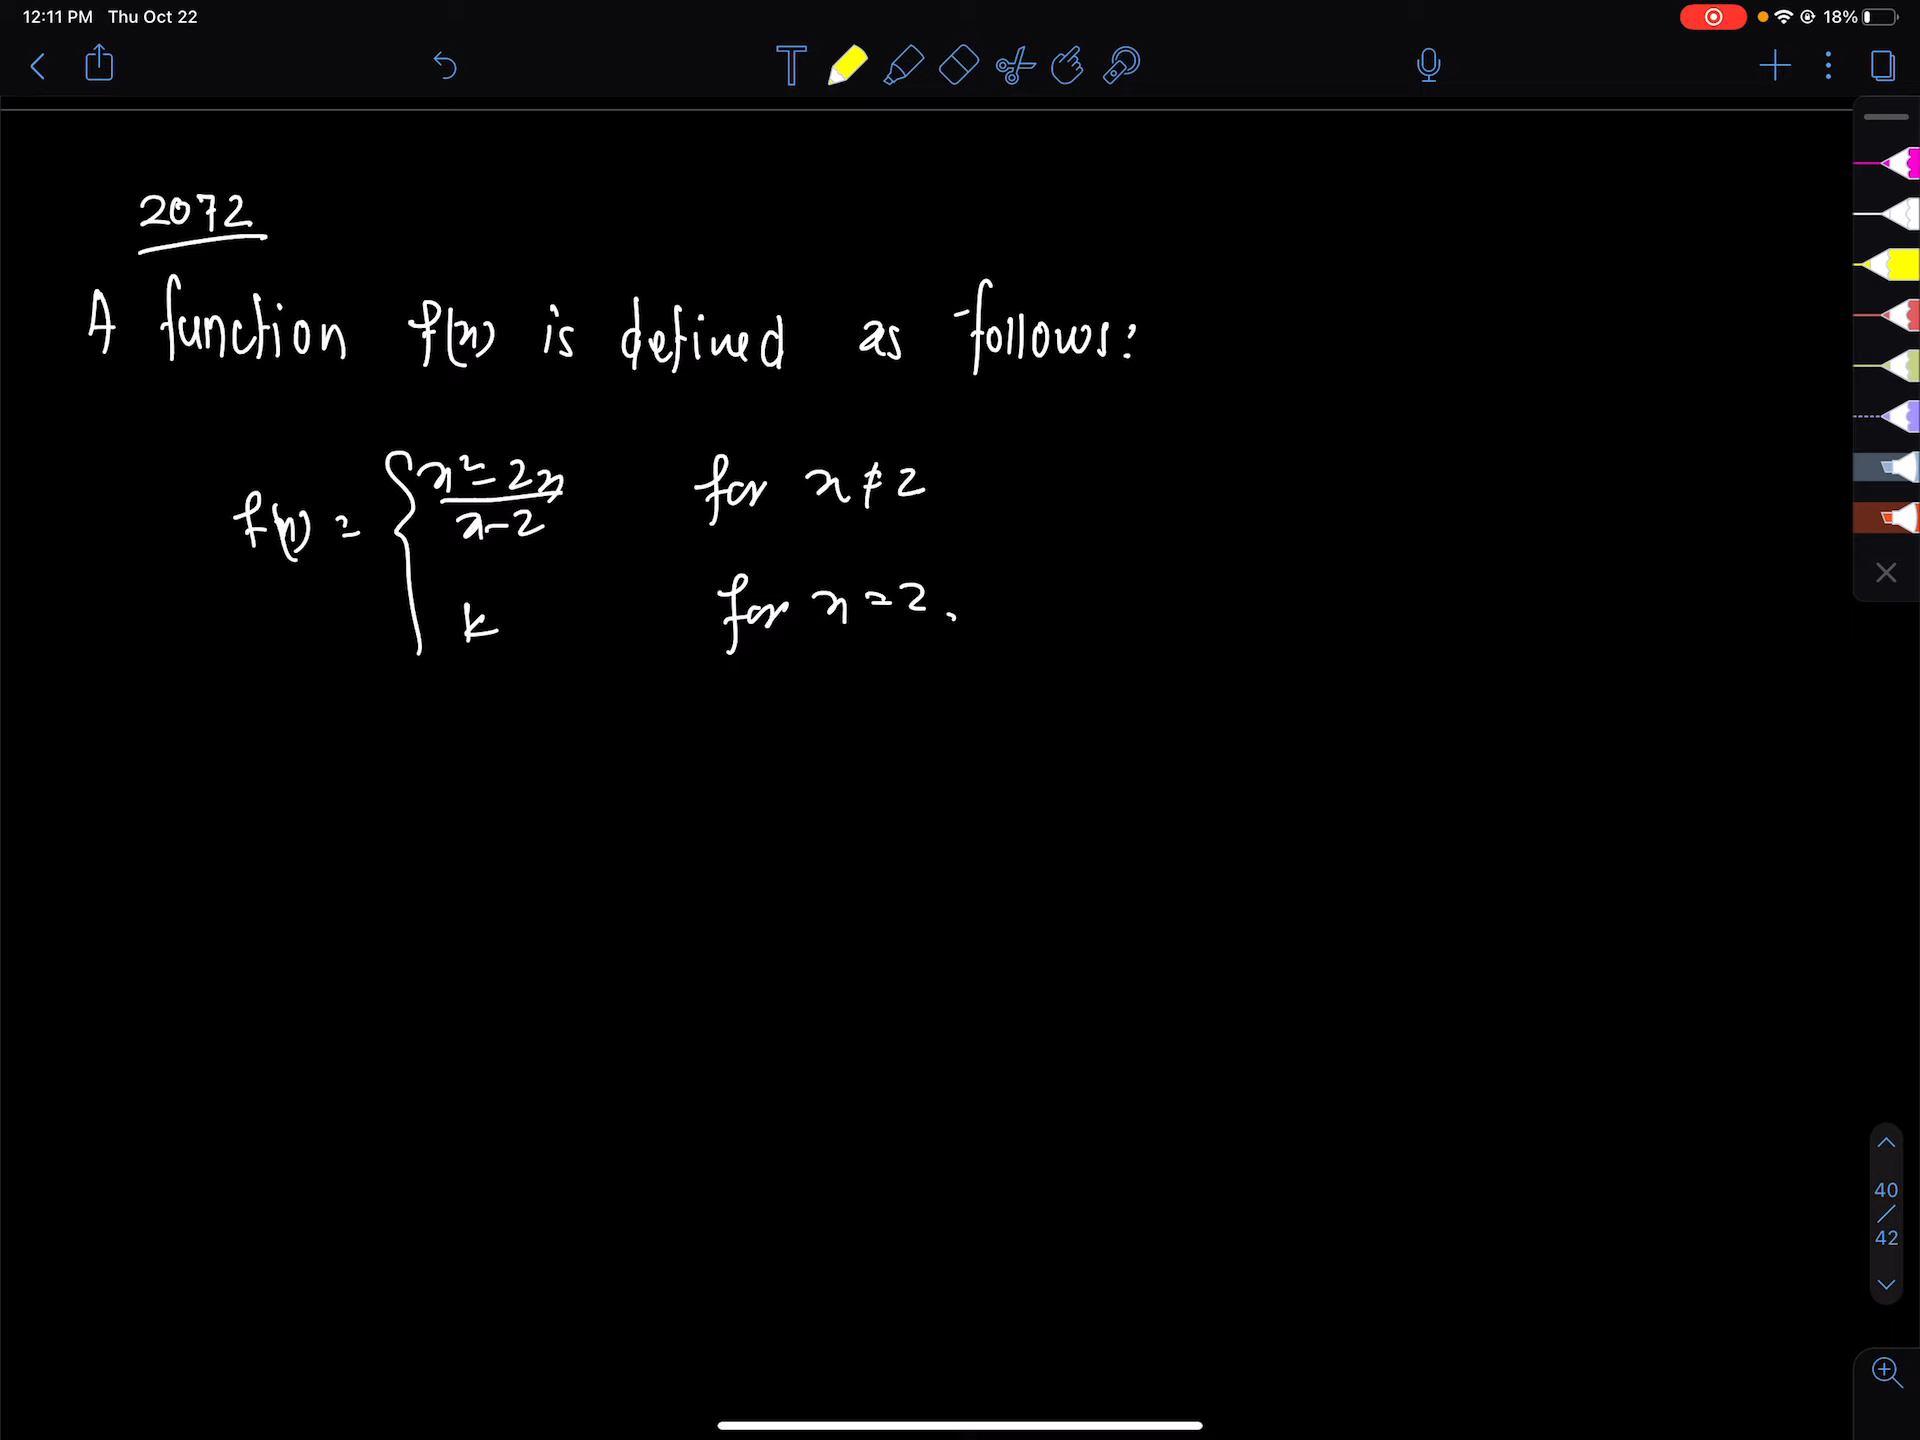 12:11 PM Thu Oct 22
18%
2072
A function f(x) is defined as follows:
f(x) = { x² - 2x / x - 2 for x ≠ 2
k for x = 2.
40
/
42